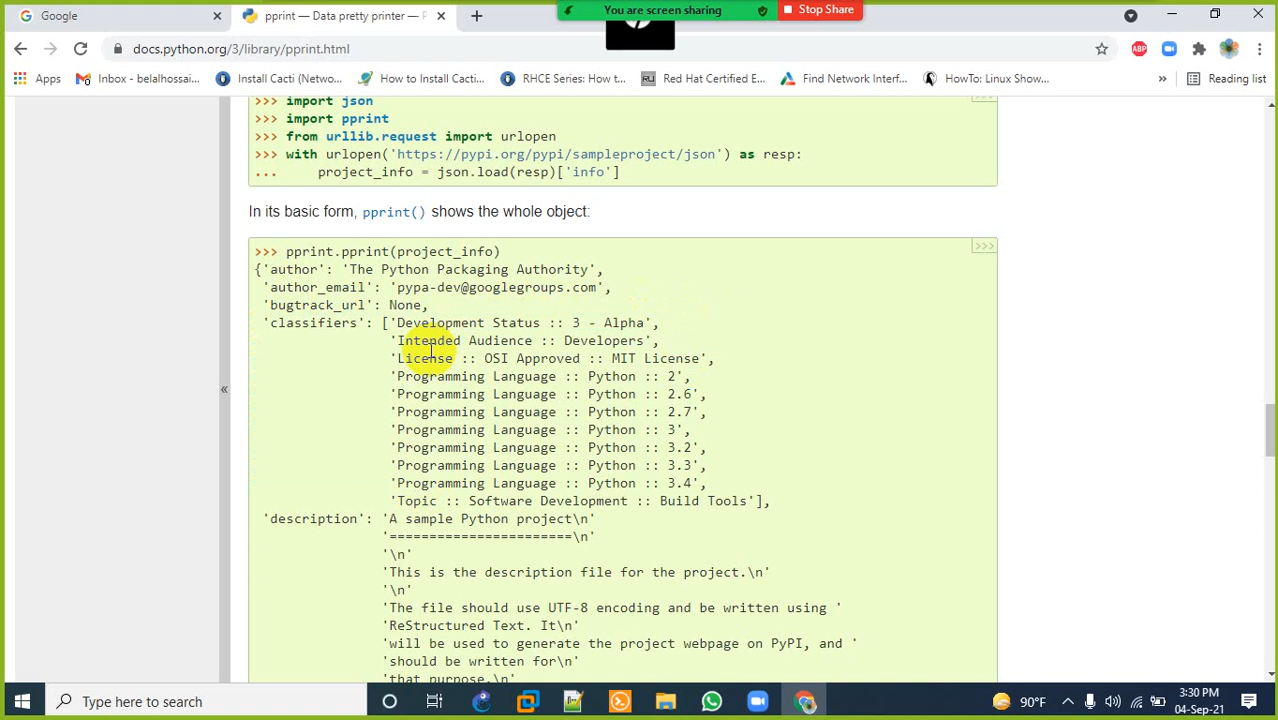 Google
pprint — Data pretty printer — P
You are screen sharing
Stop Share
docs.python.org/3/library/pprint.html
ABP
Apps
Inbox - belalhossai...
Install Cacti (Netwo...
How to Install Cacti...
RHCE Series: How t...
RU
Red Hat Certified E...
Find Network Interf...
HowTo: Linux Show...
»
Reading list
>>> import json
>>>
>>> import pprint
>>> from urllib.request import urlopen
>>> with urlopen('https://pypi.org/pypi/sampleproject/json') as resp:
...     project_info = json.load(resp)['info']
In its basic form, pprint() shows the whole object:
>>> pprint.pprint(project_info)
>>>
{'author': 'The Python Packaging Authority',
'author_email': 'pypa-dev@googlegroups.com',
'bugtrack_url': None,
'classifiers': ['Development Status :: 3 - Alpha',
'Intended Audience :: Developers',
'License :: OSI Approved :: MIT License',
'Programming Language :: Python :: 2',
'Programming Language :: Python :: 2.6',
'Programming Language :: Python :: 2.7',
'Programming Language :: Python :: 3',
'Programming Language :: Python :: 3.2',
'Programming Language :: Python :: 3.3',
'Programming Language :: Python :: 3.4',
'Topic :: Software Development :: Build Tools'],
'description': 'A sample Python project\n'
'=======================\n'
'\n'
'This is the description file for the project.\n'
'\n'
'The file should use UTF-8 encoding and be written using '
'ReStructured Text. It\n'
'will be used to generate the project webpage on PyPI, and '
'should be written for\n'
'that purpose.\n'
«
Type here to search
90°F
3:30 PM
04-Sep-21